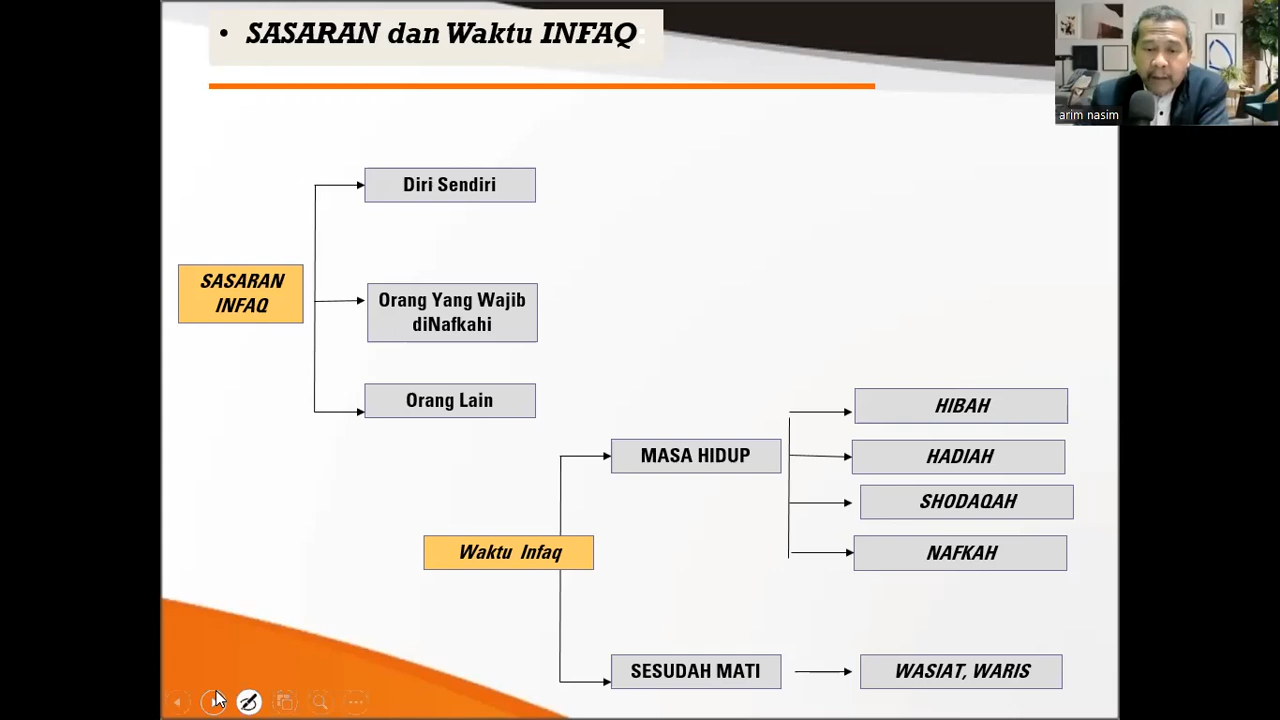 • SASARAN dan Waktu INFAQ
arim nasim
Diri Sendiri
SASARAN
INFAQ
Orang Yang Wajib
diNafkahi
Orang Lain
HIBAH
MASA HIDUP
HADIAH
SHODAQAH
Waktu Infaq
NAFKAH
SESUDAH MATI
WASIAT, WARIS